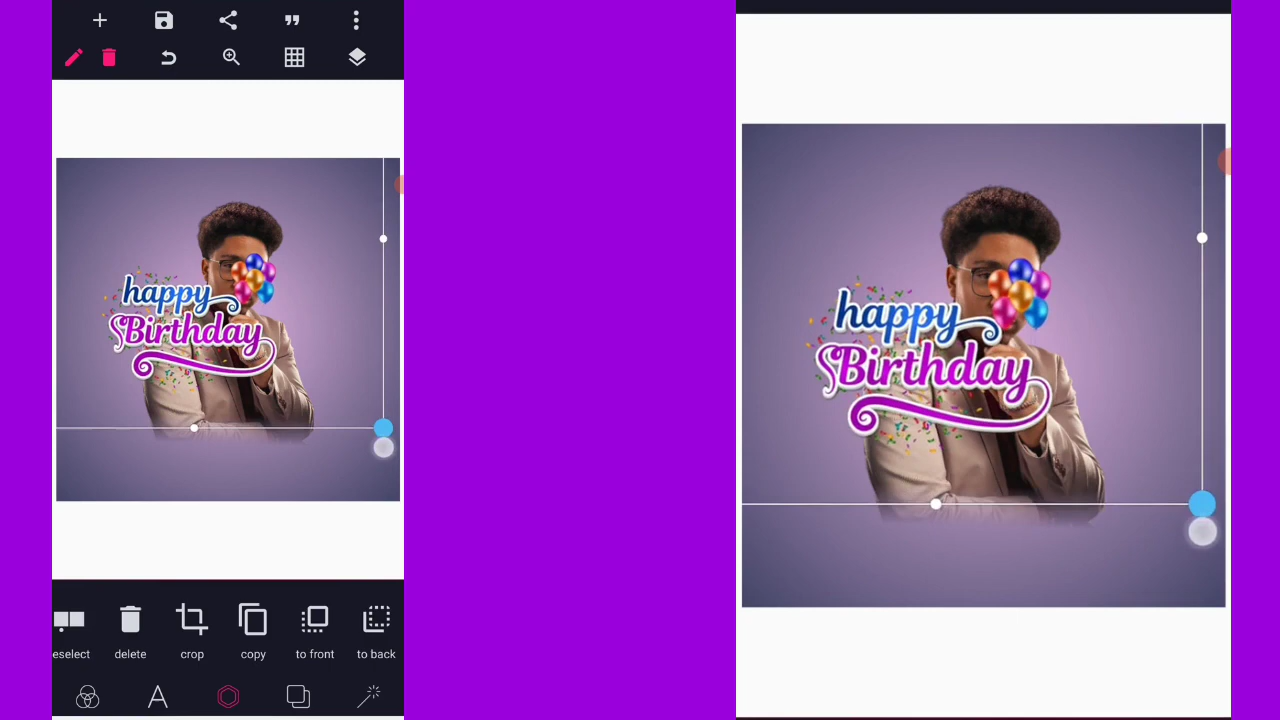 happy
Birthday
happy
Birthday
eselect delete crop copy to front to back
A